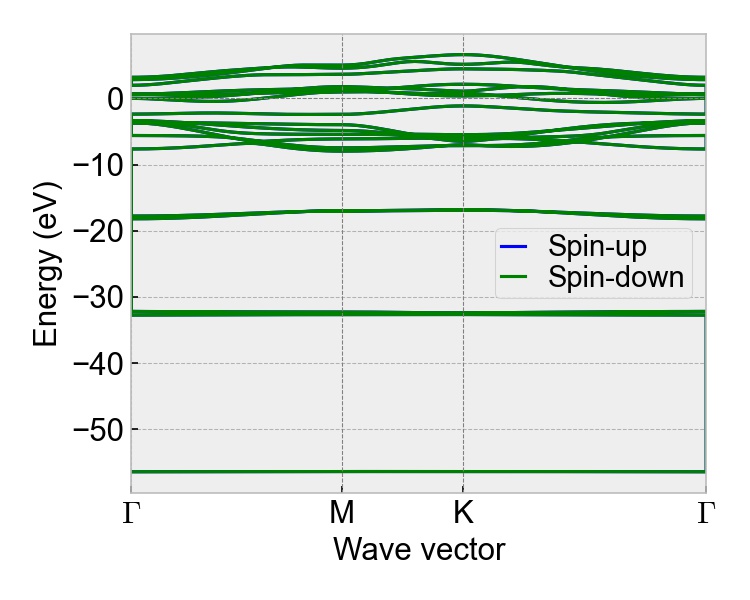 Energy (eV)
0
−10
−20
−30
−40
−50
Spin-up
Spin-down
Γ M K Γ
Wave vector